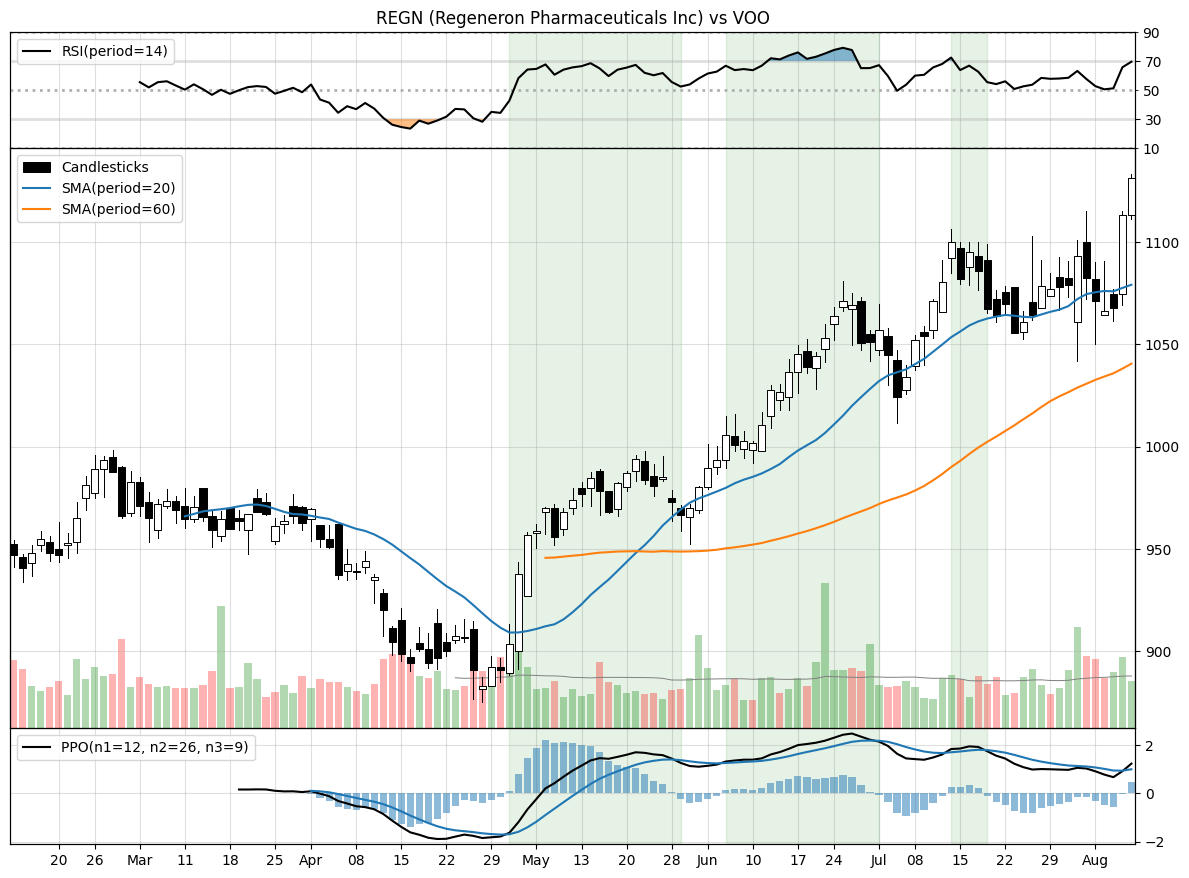 REGN (Regeneron Pharmaceuticals Inc) vs VOO
RSI(period=14)
90
70
50
30
10
Candlesticks
SMA(period=20)
SMA(period=60)
1100
1050
1000
950
900
PPO(n1=12, n2=26, n3=9)
2
0
−2
20 26 Mar 11 18 25 Apr 08 15 22 29 May 13 20 28 Jun 10 17 24 Jul 08 15 22 29 Aug